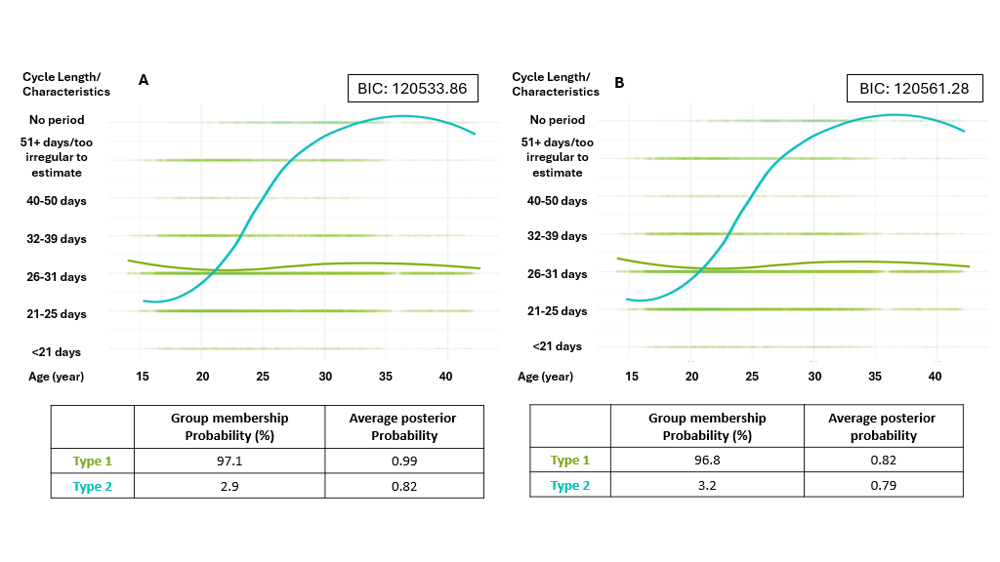 Cycle Length/
Characteristics
A
BIC: 120533.86
No period
51+ days/too
irregular to
estimate
40-50 days
32-39 days
26-31 days
21-25 days
<21 days
Age (year)
15
20
25
30
35
40
Group membership
Probability (%)
Average posterior
Probability
Type 1
97.1
0.99
Type 2
2.9
0.82
Cycle Length/
Characteristics
B
BIC: 120561.28
No period
51+ days/too
irregular to
estimate
40-50 days
32-39 days
26-31 days
21-25 days
<21 days
Age (year)
15
20
25
30
35
40
Group membership
Probability (%)
Average posterior
probability
Type 1
96.8
0.82
Type 2
3.2
0.79